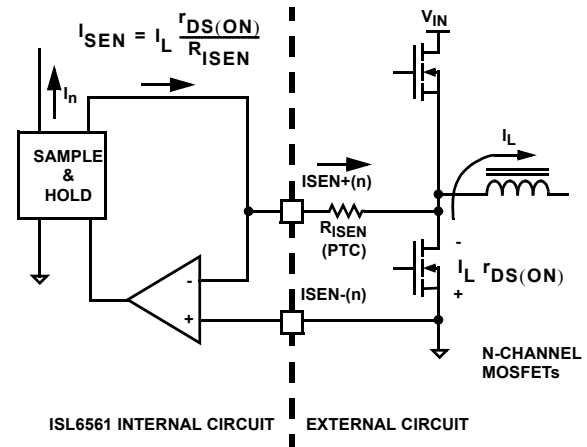 I_SEN = I_L r_DS(ON) / R_ISEN
V_IN
I_n
SAMPLE
&
HOLD
ISEN+(n)
I_L
R_ISEN
(PTC)
-
I_L r_DS(ON)
+
-
+
ISEN-(n)
N-CHANNEL
MOSFETs
ISL6561 INTERNAL CIRCUIT
EXTERNAL CIRCUIT